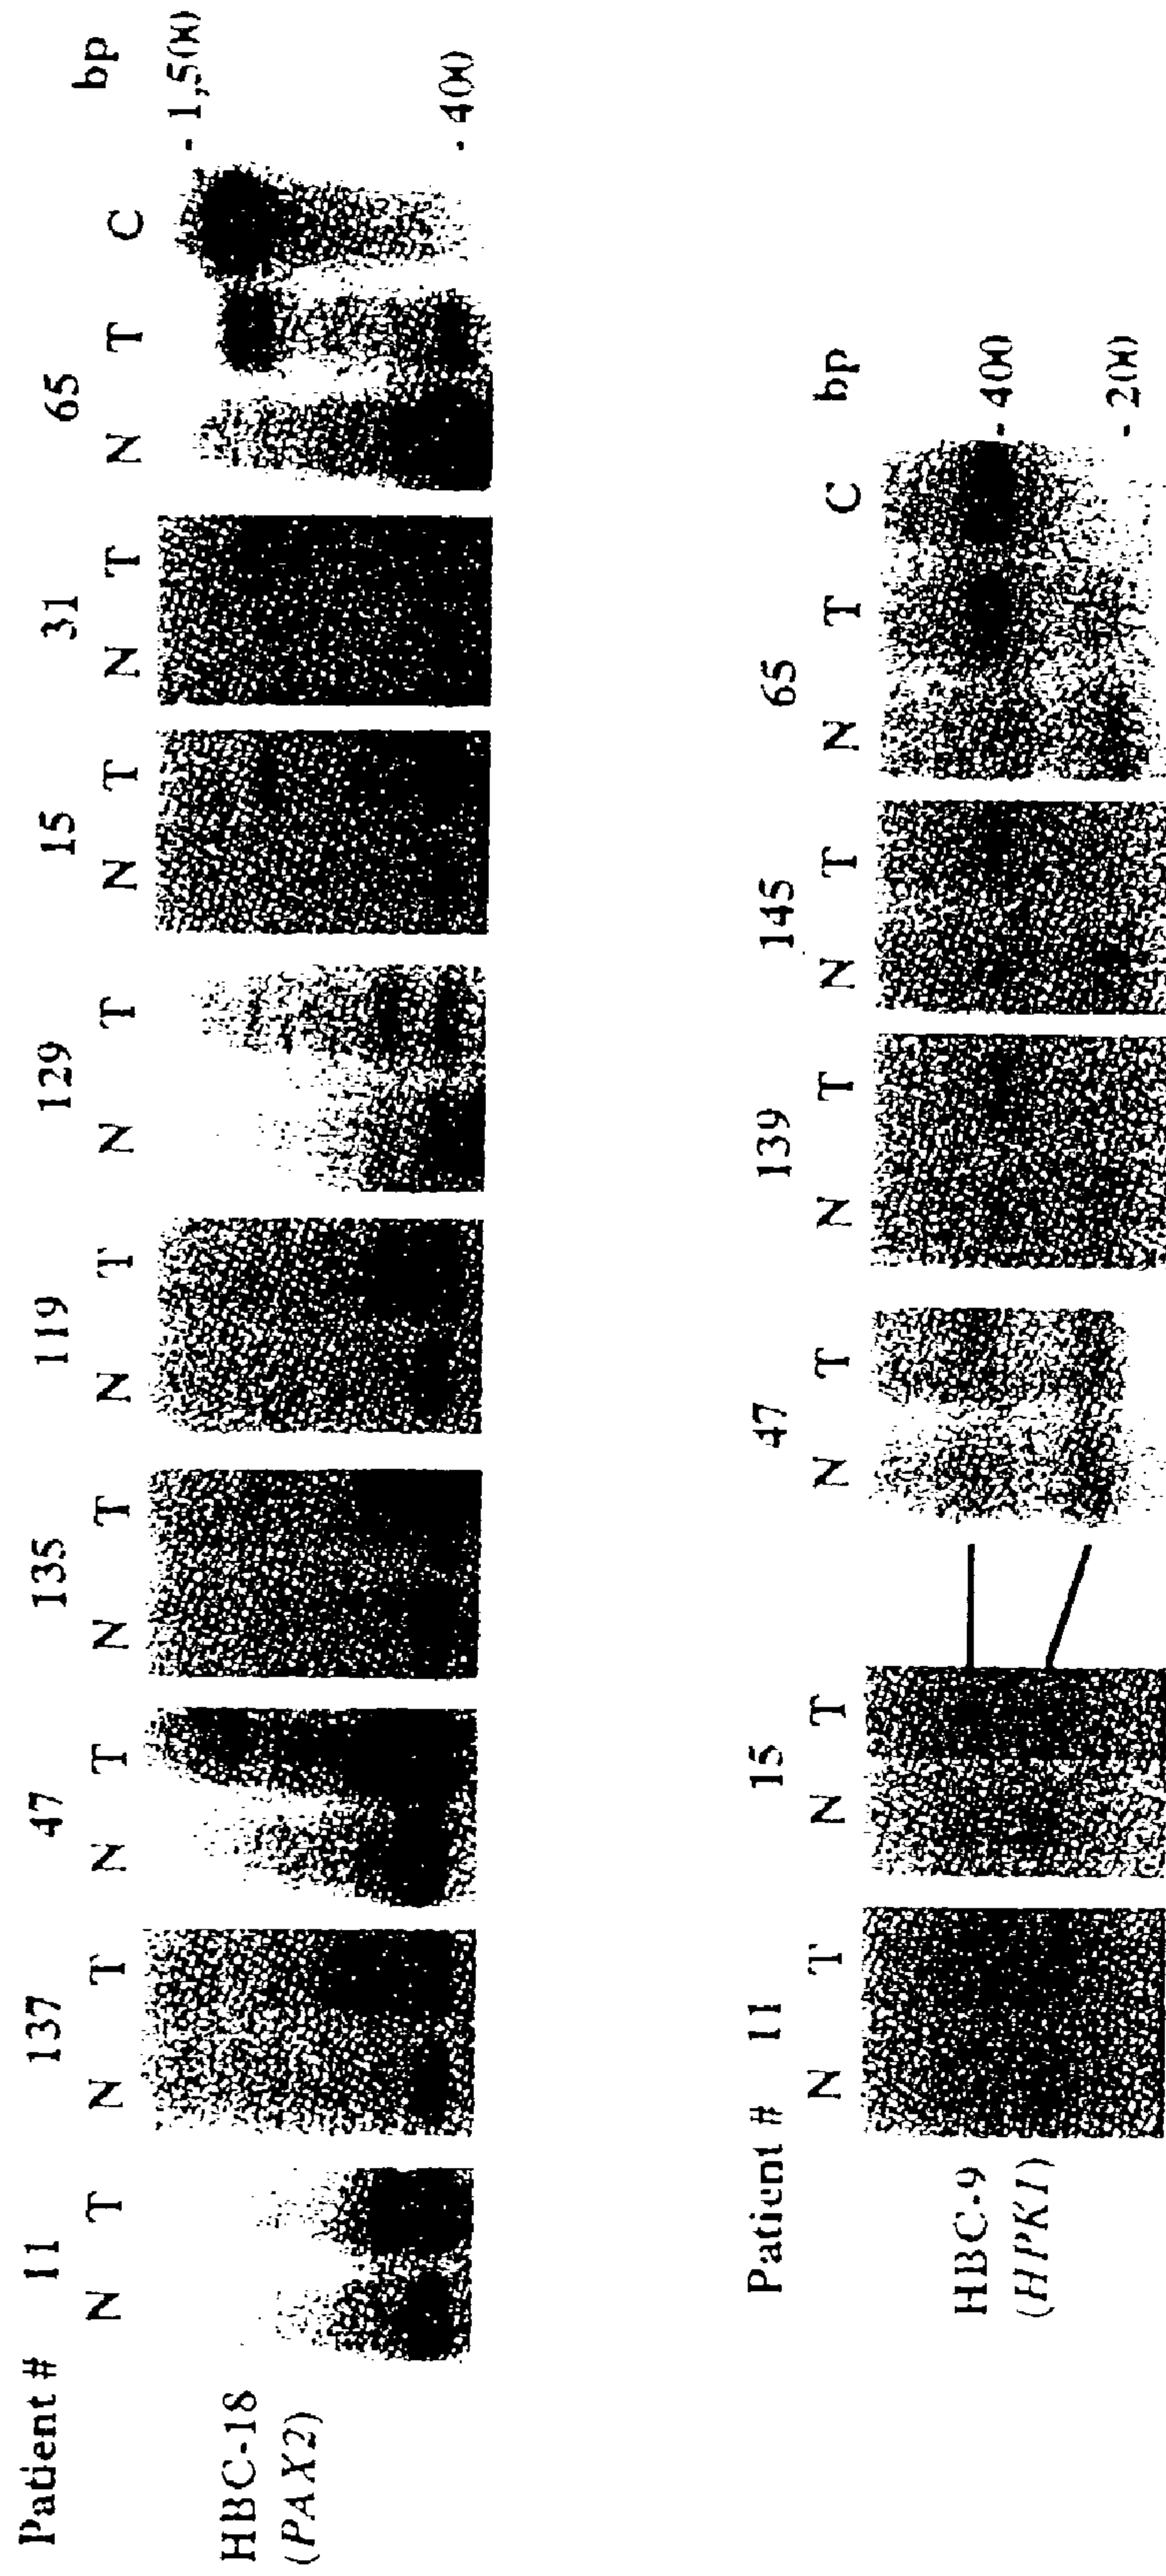 Patient # 11 137 47 135 119 129 15 31 65
N T N T N T N T N T N T N T N T N T C bp
- 1,500
HBC-18
(PAX2)
- 400
Patient # 11 15 47 139 145 65
N T N T N T N T N T N T C bp
HBC-9
- 400
(HPK1)
- 200